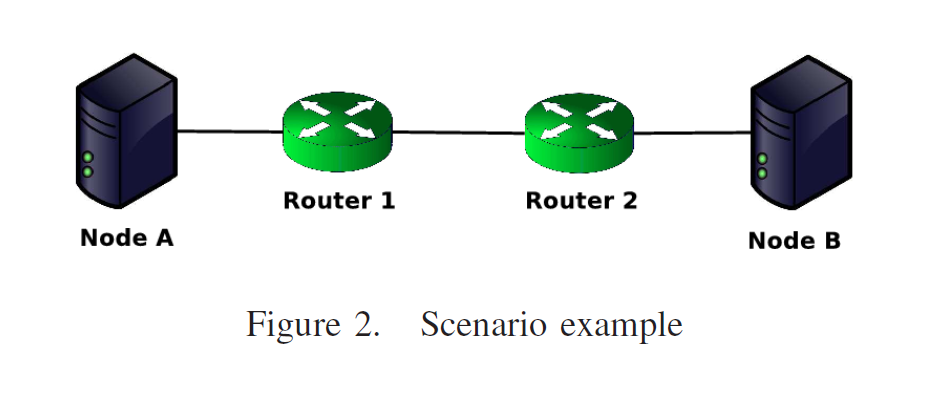 Router 1
Router 2
Node A
Node B
Figure 2. Scenario example